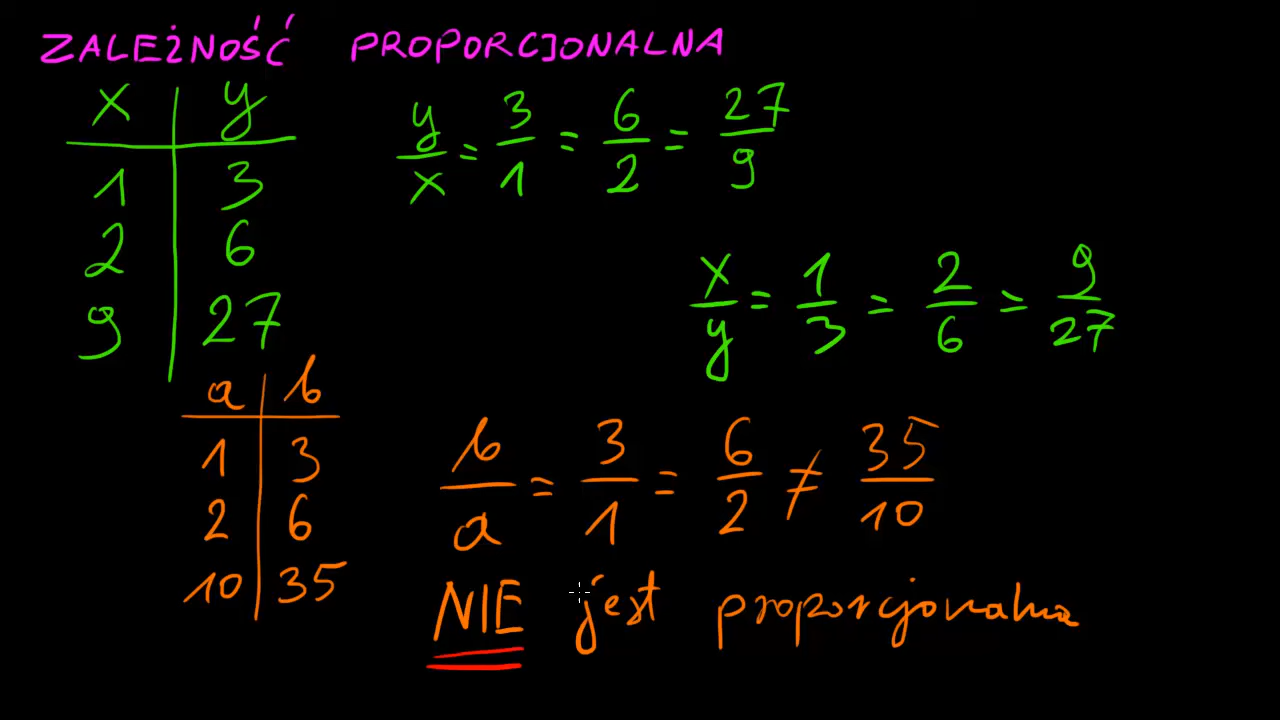 ZALEŻNOŚĆ PROPORCJONALNA
x | y
1 | 3
2 | 6
9 | 27
y/x = 3/1 = 6/2 = 27/9
x/y = 1/3 = 2/6 = 9/27
a | b
1 | 3
2 | 6
10 | 35
b/a = 3/1 = 6/2 ≠ 35/10
NIE jest proporcjonalna